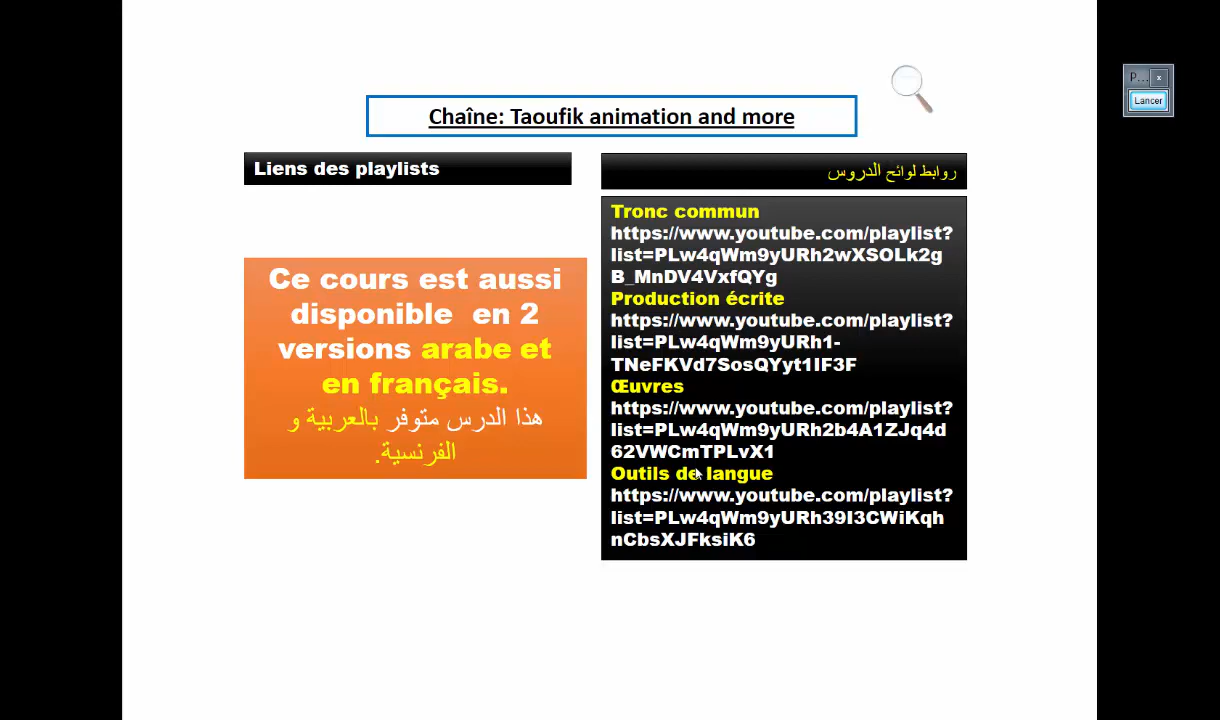 Chaîne: Taoufik animation and more
P... x
Lancer
Liens des playlists
روابط لوائح الدروس
Ce cours est aussi
disponible en 2
versions arabe et
en français.
هذا الدرس متوفر بالعربية و
الفرنسية.
Tronc commun
https://www.youtube.com/playlist?
list=PLw4qWm9yURh2wXSOLk2g
B_MnDV4VxfQYg
Production écrite
https://www.youtube.com/playlist?
list=PLw4qWm9yURh1-
TNeFKVd7SosQYyt1IF3F
Œuvres
https://www.youtube.com/playlist?
list=PLw4qWm9yURh2b4A1ZJq4d
62VWCmTPLvX1
Outils de langue
https://www.youtube.com/playlist?
list=PLw4qWm9yURh39I3CWiKqh
nCbsXJFksiK6